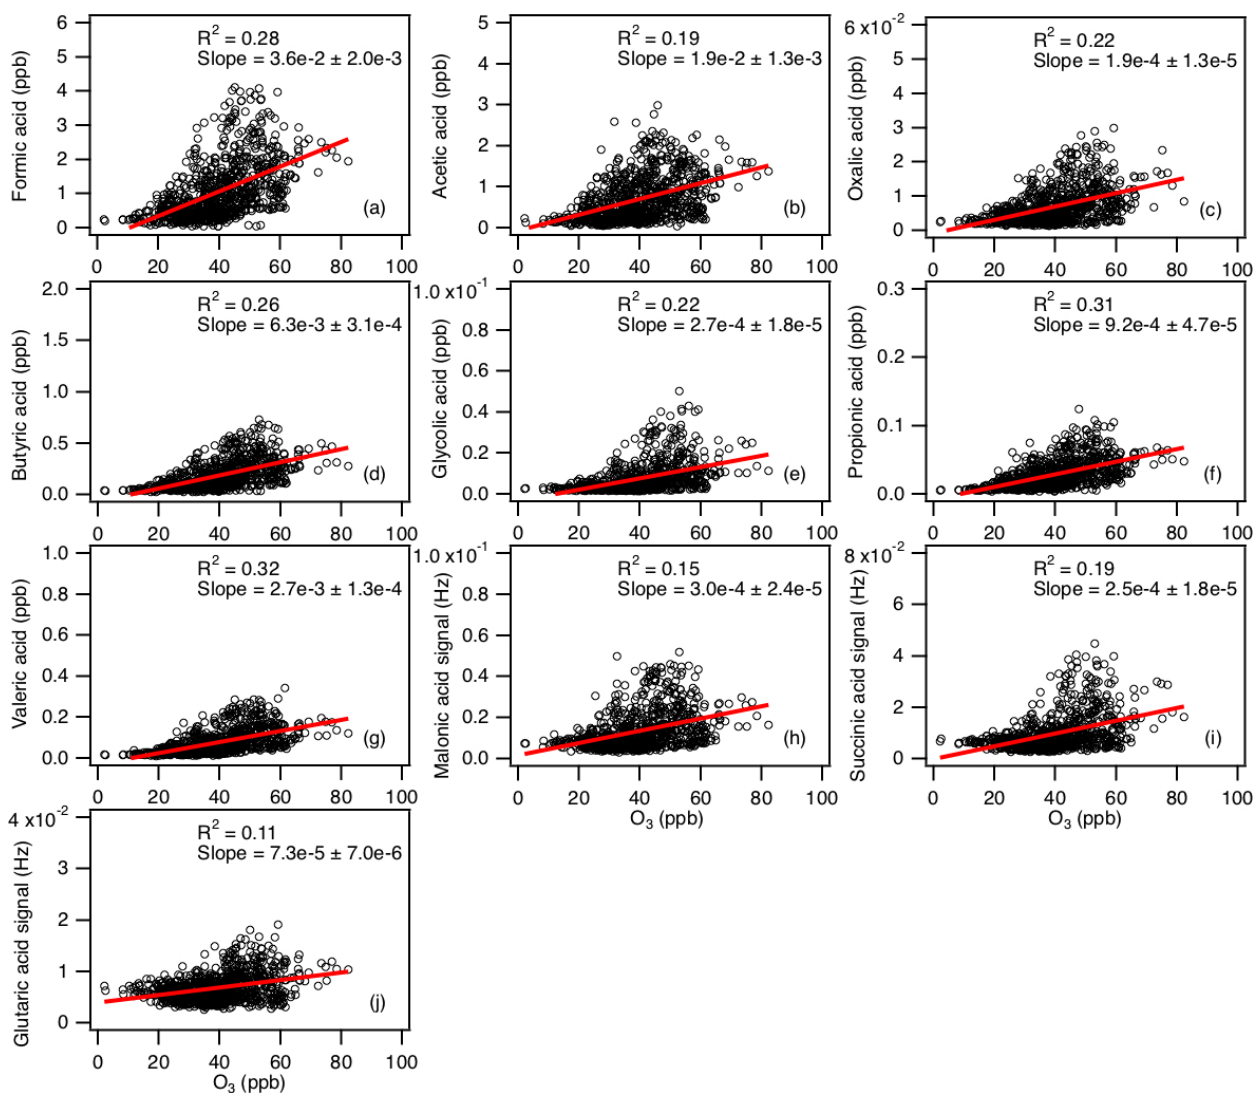 Formic acid (ppb)
6
5
4
3
2
1
0
R² = 0.28
Slope = 3.6e-2 ± 2.0e-3
(a)
0 20 40 60 80 100
Acetic acid (ppb)
5
4
3
2
1
0
R² = 0.19
Slope = 1.9e-2 ± 1.3e-3
(b)
0 20 40 60 80 100
Oxalic acid (ppb)
6 x10⁻²
5
4
3
2
1
0
R² = 0.22
Slope = 1.9e-4 ± 1.3e-5
(c)
0 20 40 60 80 100
Butyric acid (ppb)
2.0
1.5
1.0
0.5
0.0
R² = 0.26
Slope = 6.3e-3 ± 3.1e-4
(d)
0 20 40 60 80 100
Glycolic acid (ppb)
1.0 x10⁻¹
0.8
0.6
0.4
0.2
0.0
R² = 0.22
Slope = 2.7e-4 ± 1.8e-5
(e)
0 20 40 60 80 100
Propionic acid (ppb)
0.3
0.2
0.1
0.0
R² = 0.31
Slope = 9.2e-4 ± 4.7e-5
(f)
0 20 40 60 80 100
Valeric acid (ppb)
1.0
0.8
0.6
0.4
0.2
0.0
R² = 0.32
Slope = 2.7e-3 ± 1.3e-4
(g)
0 20 40 60 80 100
Malonic acid signal (Hz)
1.0 x10⁻¹
0.8
0.6
0.4
0.2
0.0
R² = 0.15
Slope = 3.0e-4 ± 2.4e-5
(h)
0 20 40 60 80 100
O₃ (ppb)
Succinic acid signal (Hz)
8 x10⁻²
6
4
2
0
R² = 0.19
Slope = 2.5e-4 ± 1.8e-5
(i)
0 20 40 60 80 100
O₃ (ppb)
Glutaric acid signal (Hz)
4 x10⁻²
3
2
1
0
R² = 0.11
Slope = 7.3e-5 ± 7.0e-6
(j)
0 20 40 60 80 100
O₃ (ppb)